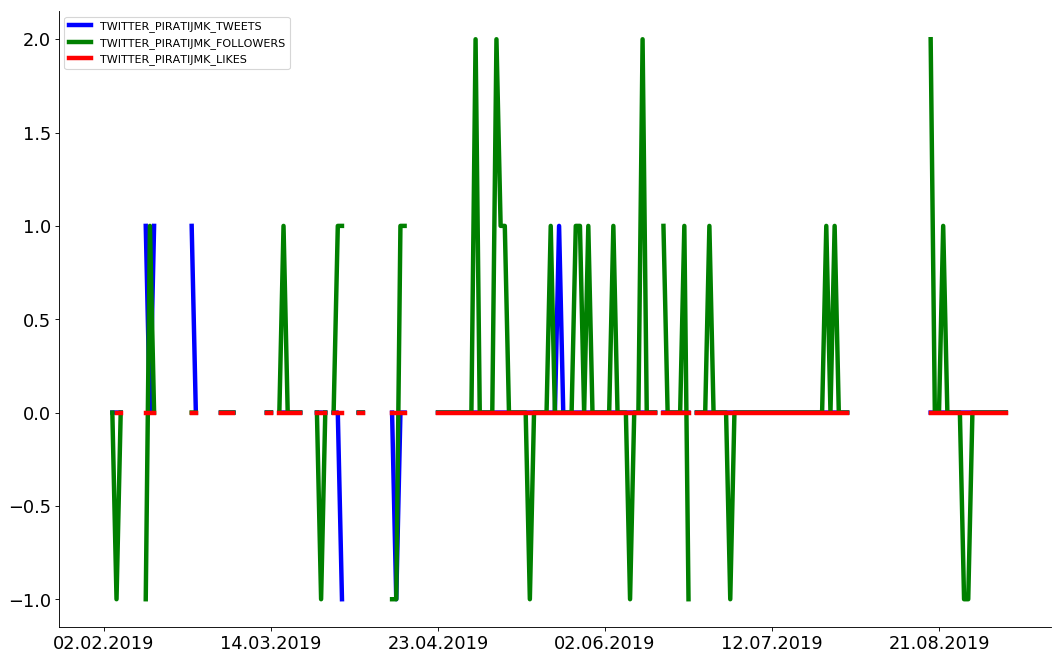 TWITTER_PIRATIJMK_TWEETS
TWITTER_PIRATIJMK_FOLLOWERS
TWITTER_PIRATIJMK_LIKES
2.0
1.5
1.0
0.5
0.0
−0.5
−1.0
02.02.2019 14.03.2019 23.04.2019 02.06.2019 12.07.2019 21.08.2019